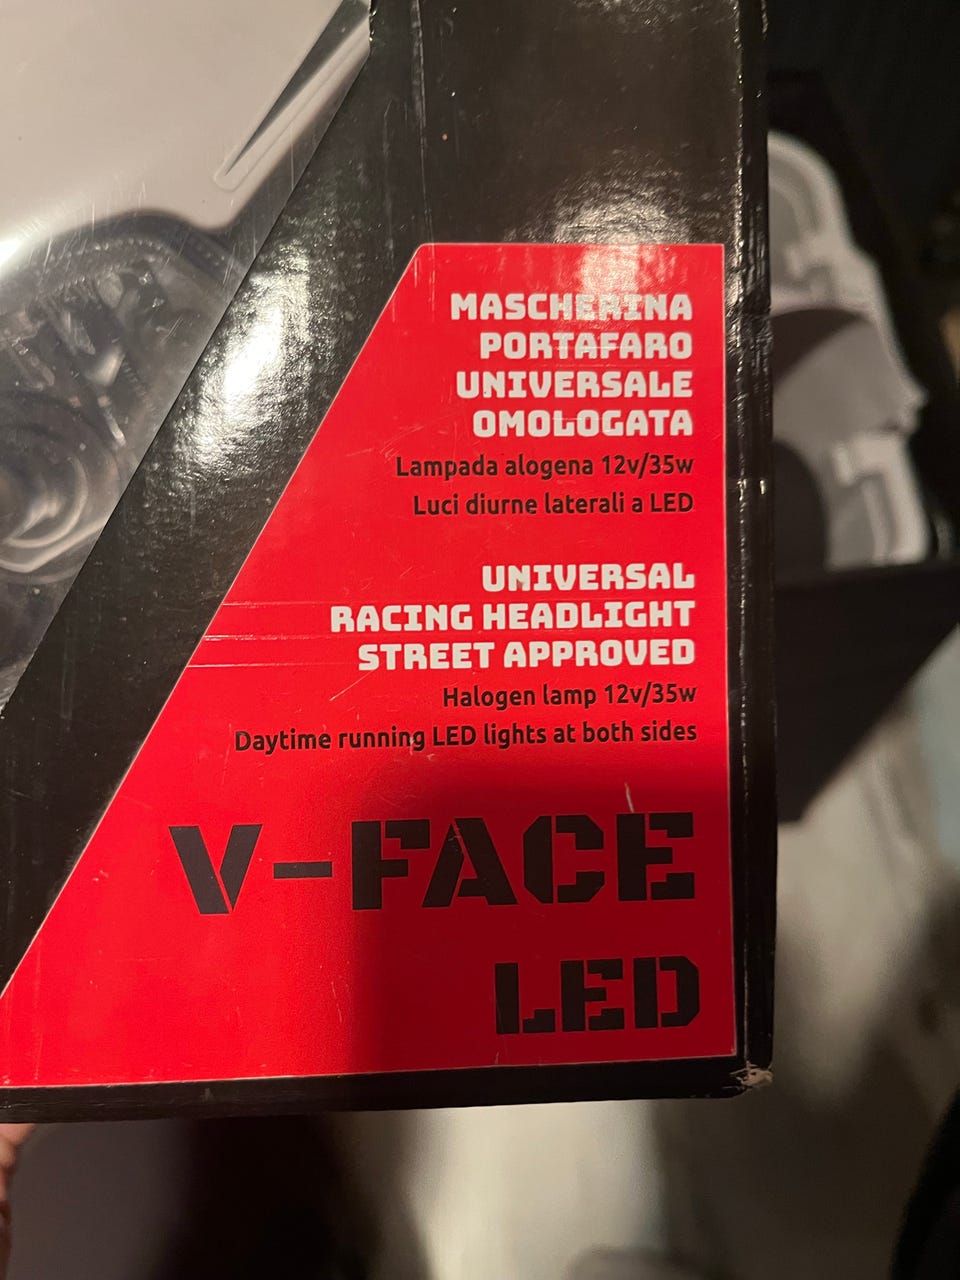 MASCHERINA
PORTAFARO
UNIVERSALE
OMOLOGATA
Lampada alogena 12v/35w
Luci diurne laterali a LED
UNIVERSAL
RACING HEADLIGHT
STREET APPROVED
Halogen lamp 12v/35w
Daytime running LED lights at both sides
V-FACE
LED